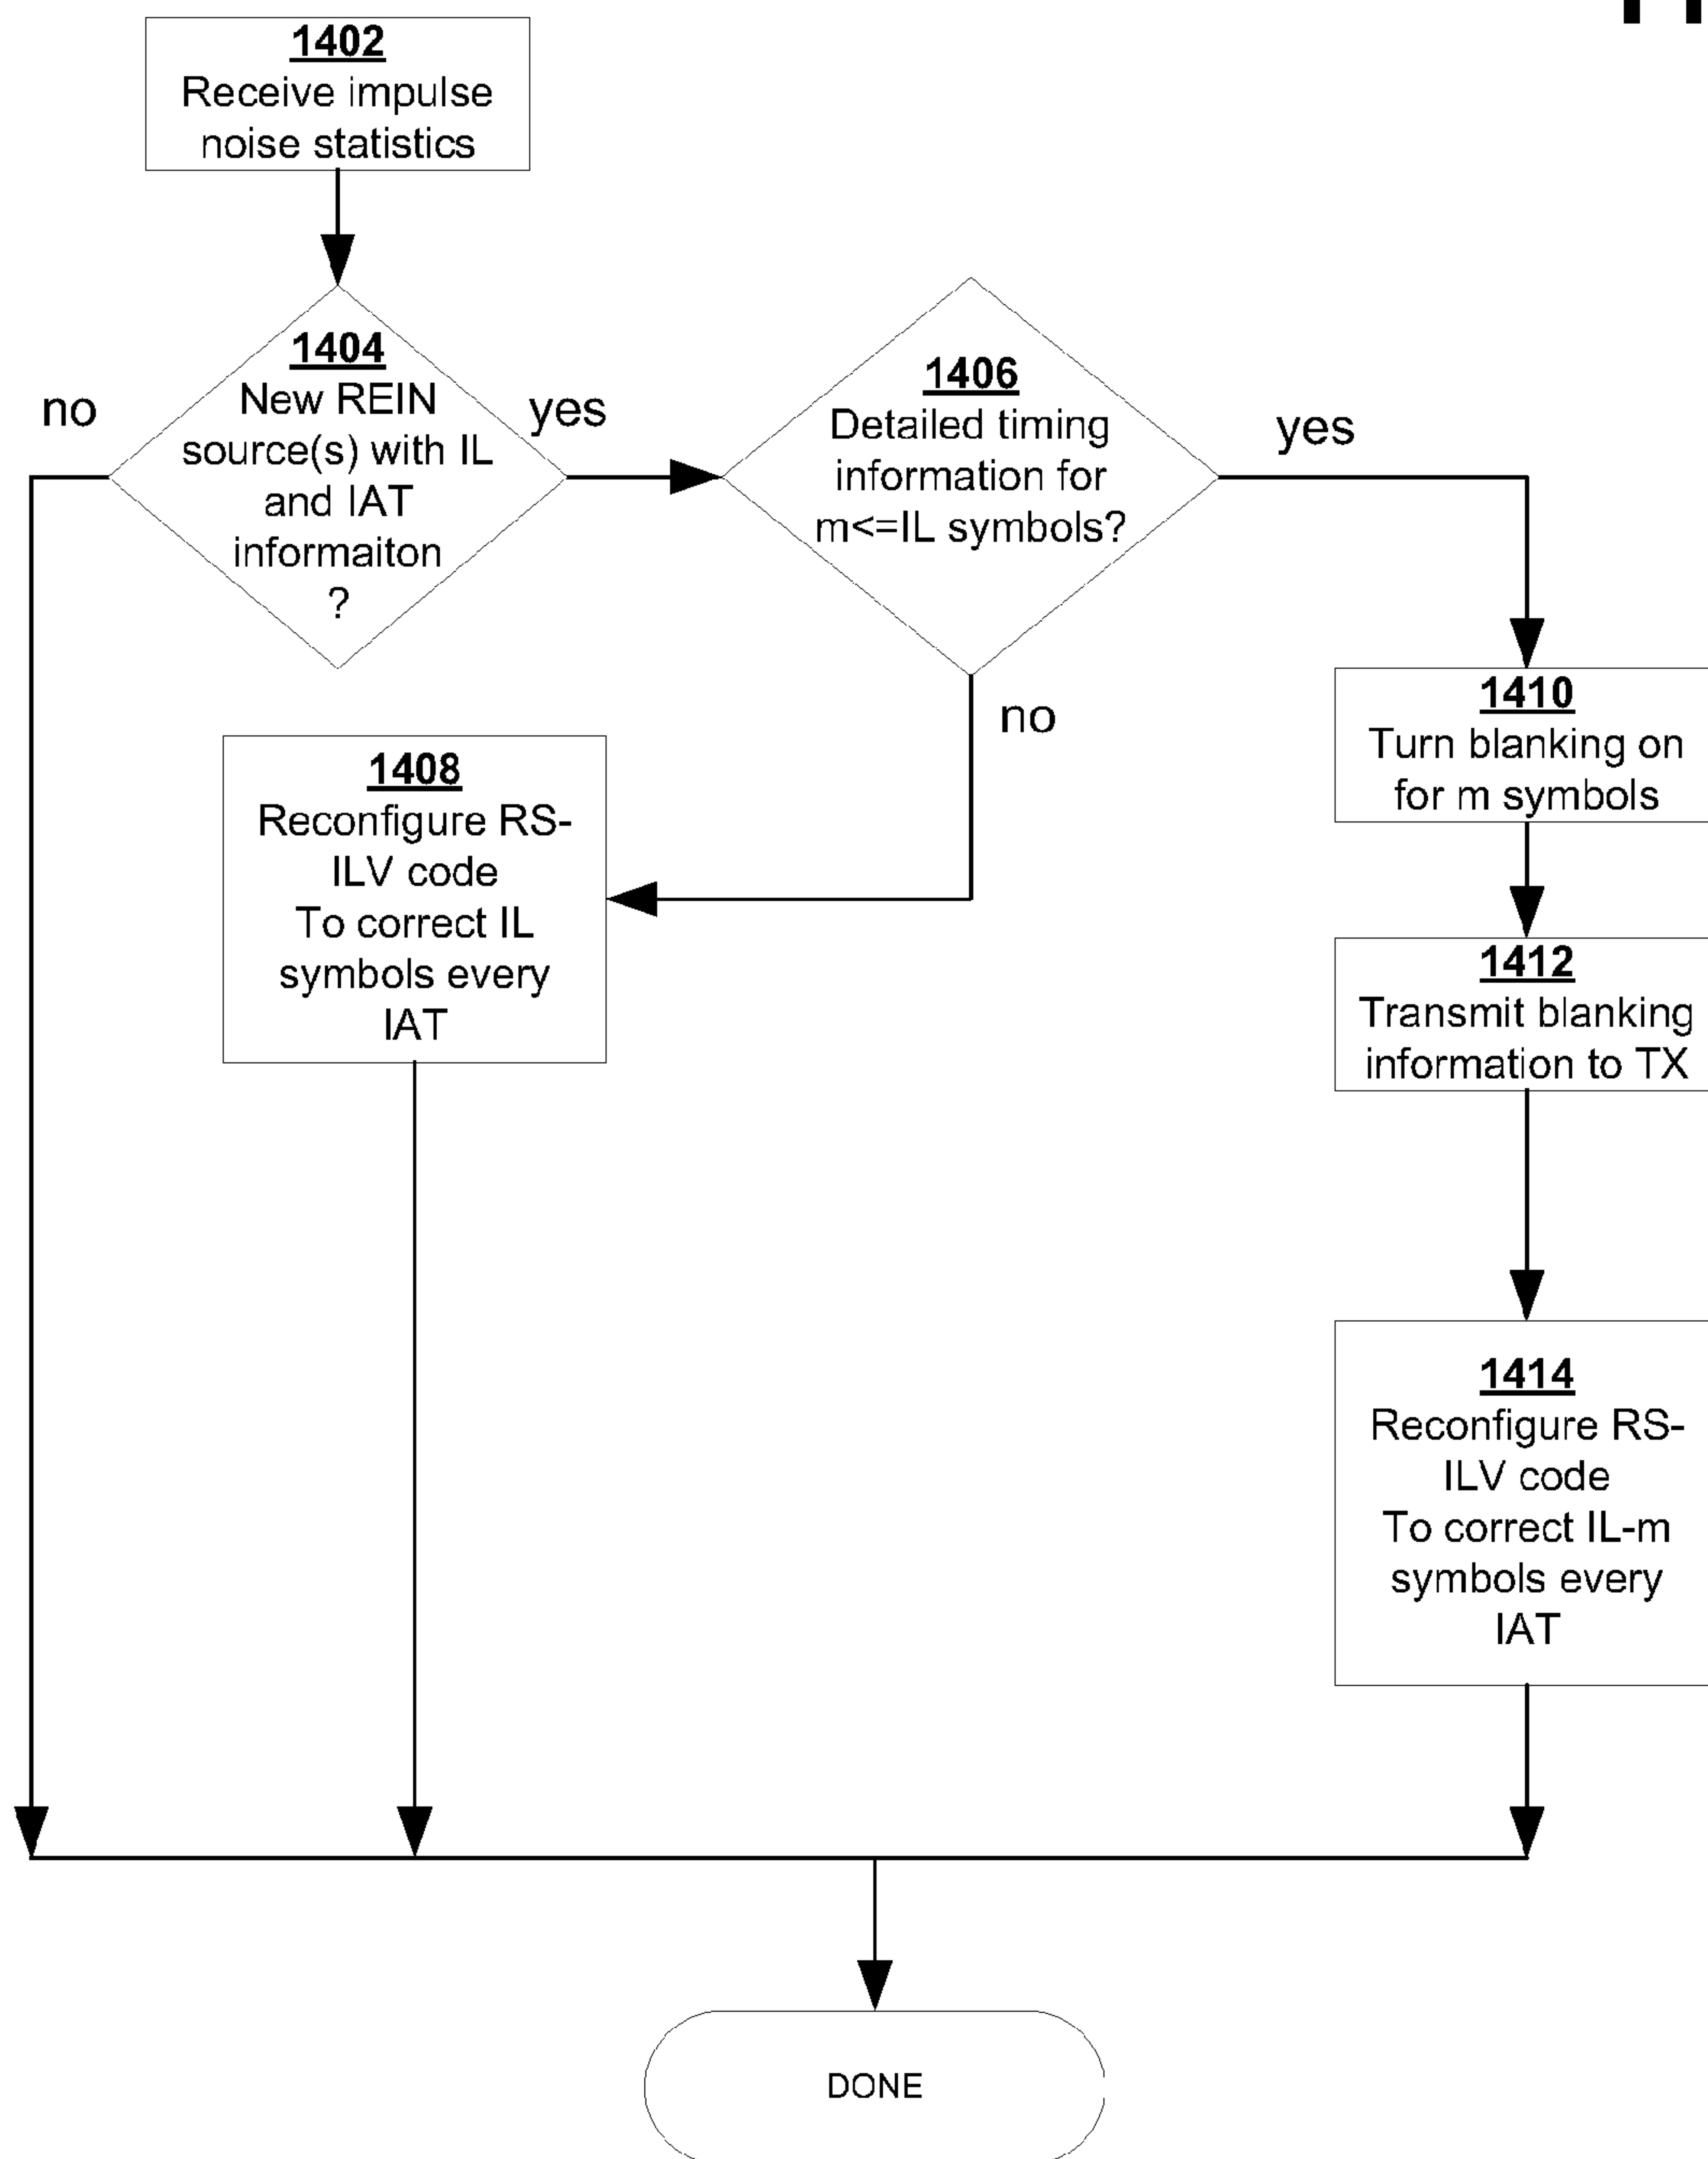 1402
Receive impulse
noise statistics
1404
New REIN
source(s) with IL
and IAT
informaiton
?
no
yes
1406
Detailed timing
information for
m<=IL symbols?
yes
no
1408
Reconfigure RS-
ILV code
To correct IL
symbols every
IAT
1410
Turn blanking on
for m symbols
1412
Transmit blanking
information to TX
1414
Reconfigure RS-
ILV code
To correct IL-m
symbols every
IAT
DONE